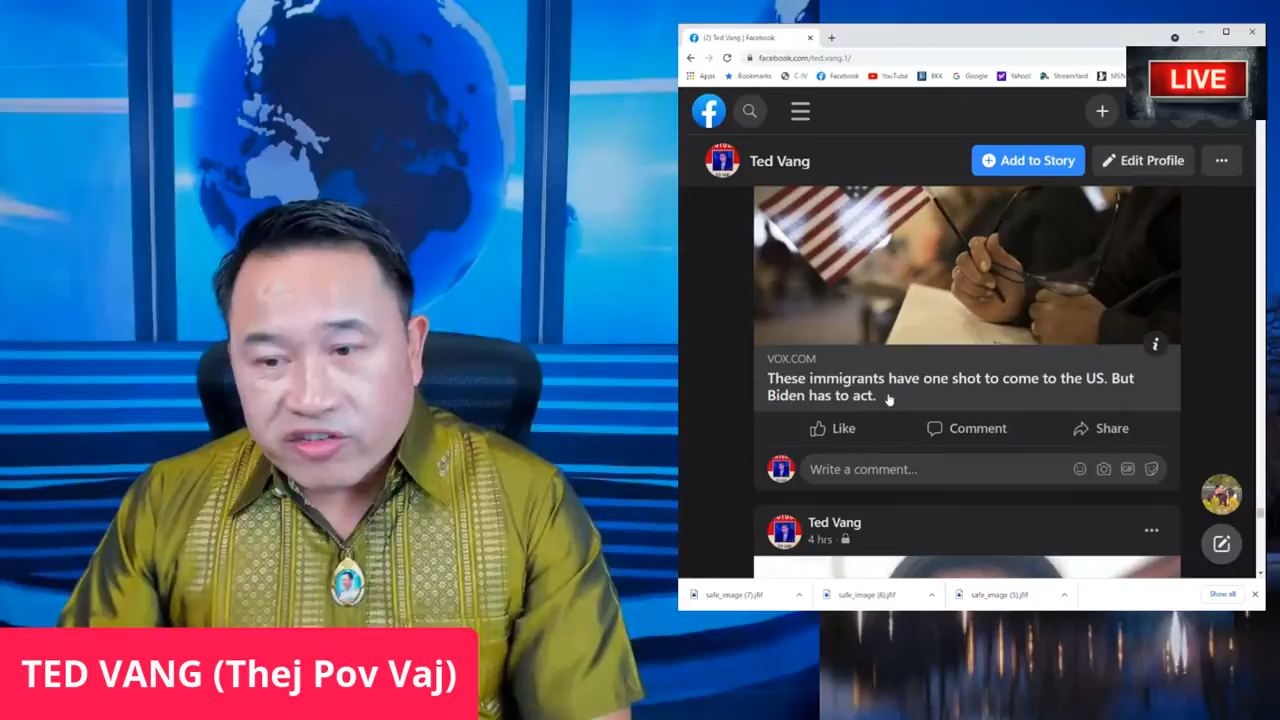 (2) Ted Vang | Facebook
facebook.com/ted.vang.1/
Apps Bookmarks C-IV Facebook YouTube BKK Google Yahoo! StreamYard MSN
LIVE
Ted Vang
Add to Story
Edit Profile
VOX.COM
These immigrants have one shot to come to the US. But
Biden has to act.
Like Comment Share
Write a comment...
GIF
Ted Vang
4 hrs
safe_image (7).jfif safe_image (6).jfif safe_image (5).jfif Show all
TED VANG (Thej Pov Vaj)